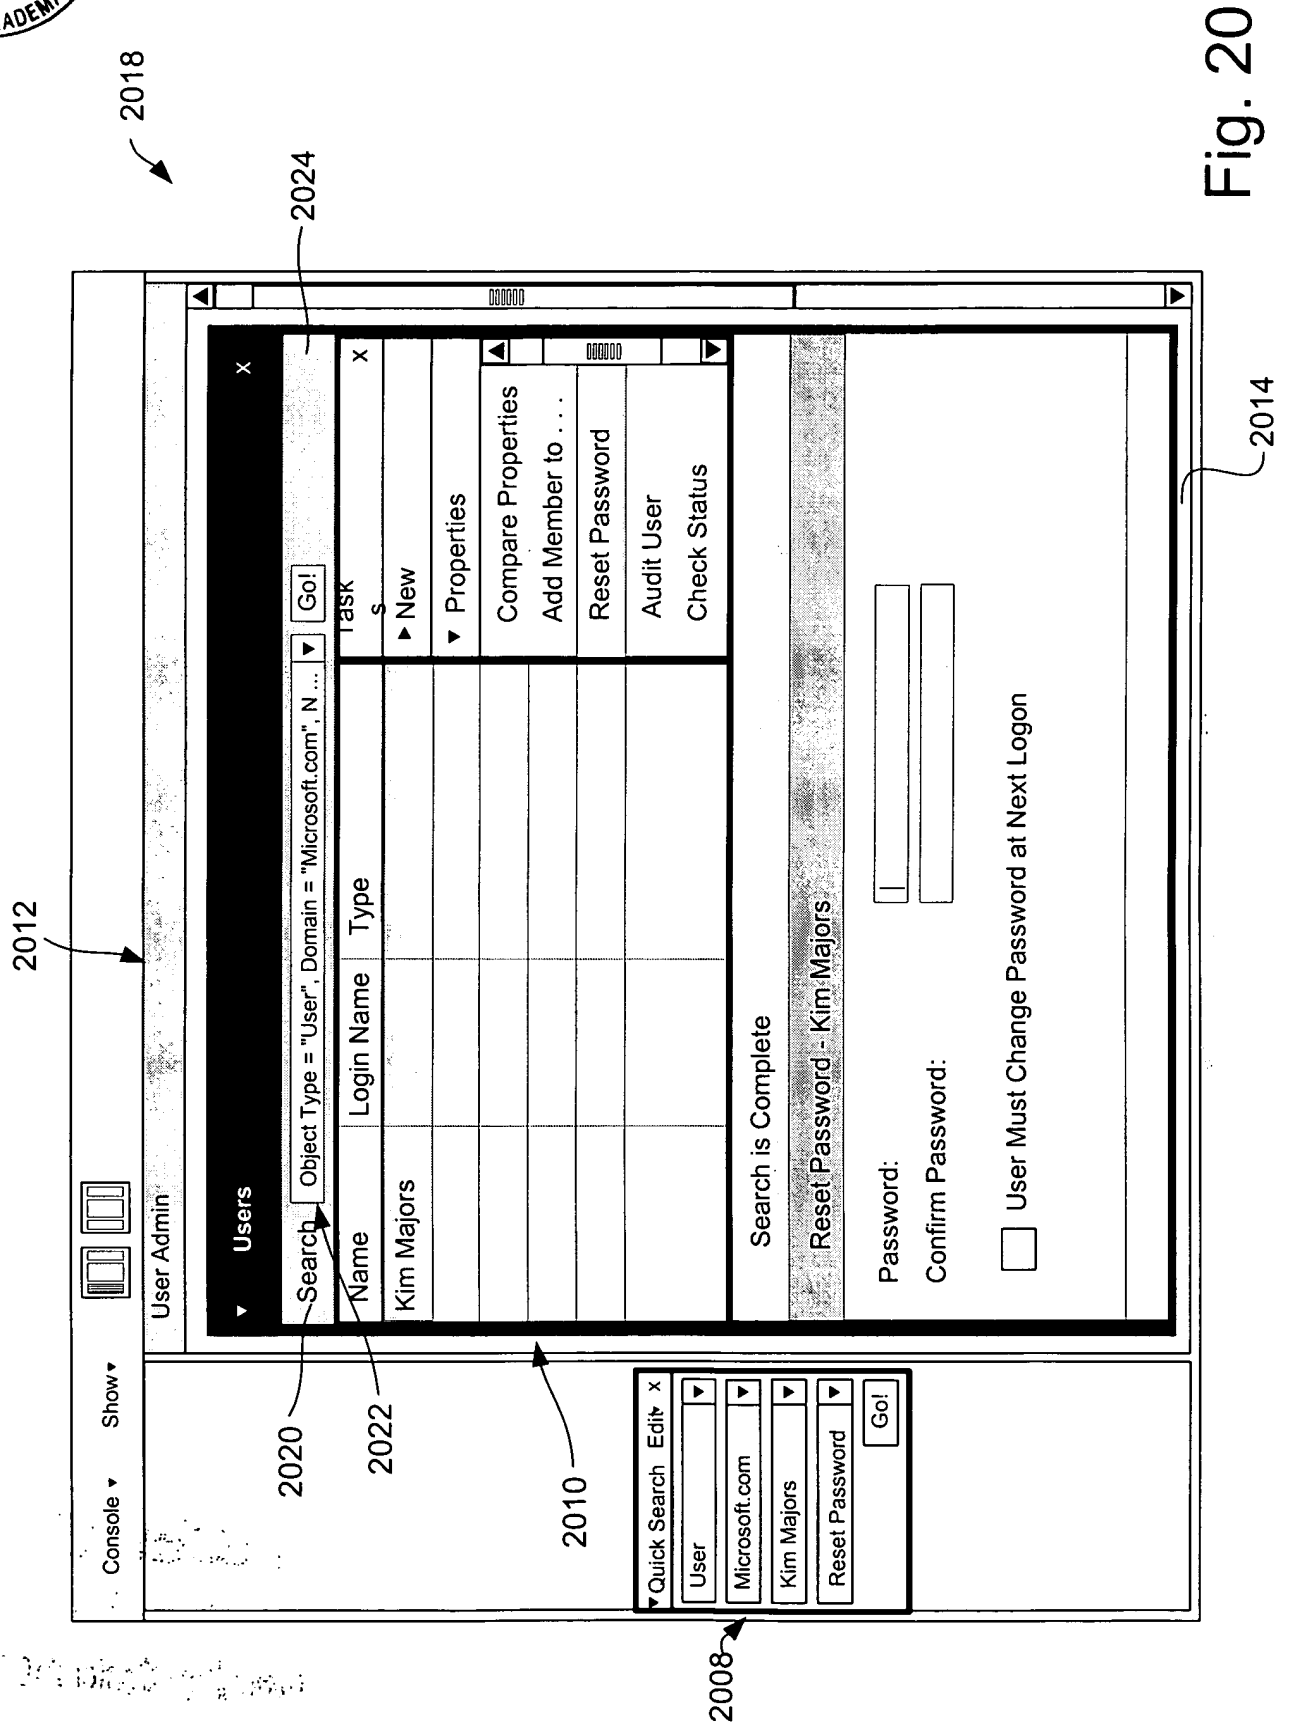 ADEM
2018
2012
2024
Console Show
User Admin
Users X
Search Object Type = "User", Domain = "Microsoft.com", N ... Go!
2020
2022
Name Login Name Type
Task
s
X
Kim Majors
New
Properties
Compare Properties
Add Member to . . .
Reset Password
Audit User
Check Status
2010
Quick Search Edit X
User
Microsoft.com
Kim Majors
Reset Password
Go!
2008
Search is Complete
Reset Password - Kim Majors
Password:
Confirm Password:
User Must Change Password at Next Logon
2014
Fig. 20